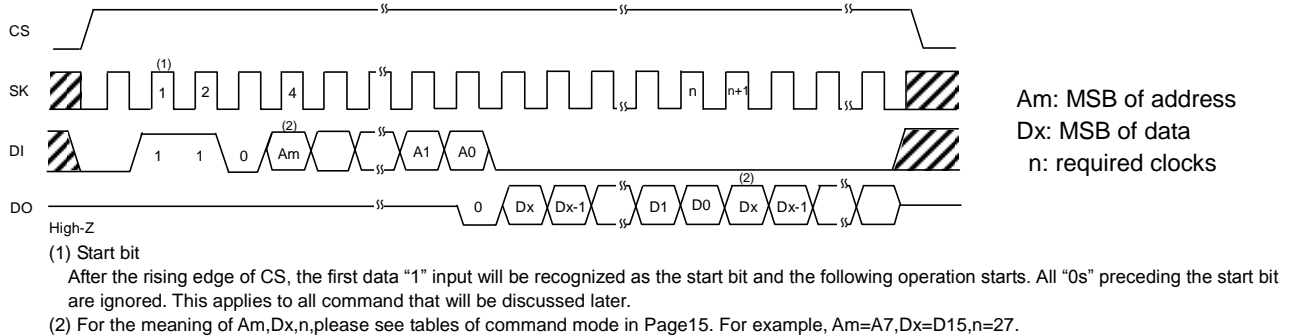 CS
(1)
SK 1 2 4 n n+1
Am: MSB of address
Dx: MSB of data
n: required clocks
(2)
DI 1 1 0 Am A1 A0
(2)
DO 0 Dx Dx-1 D1 D0 Dx Dx-1
High-Z
(1) Start bit
After the rising edge of CS, the first data “1” input will be recognized as the start bit and the following operation starts. All “0s” preceding the start bit
are ignored. This applies to all command that will be discussed later.
(2) For the meaning of Am,Dx,n,please see tables of command mode in Page15. For example, Am=A7,Dx=D15,n=27.